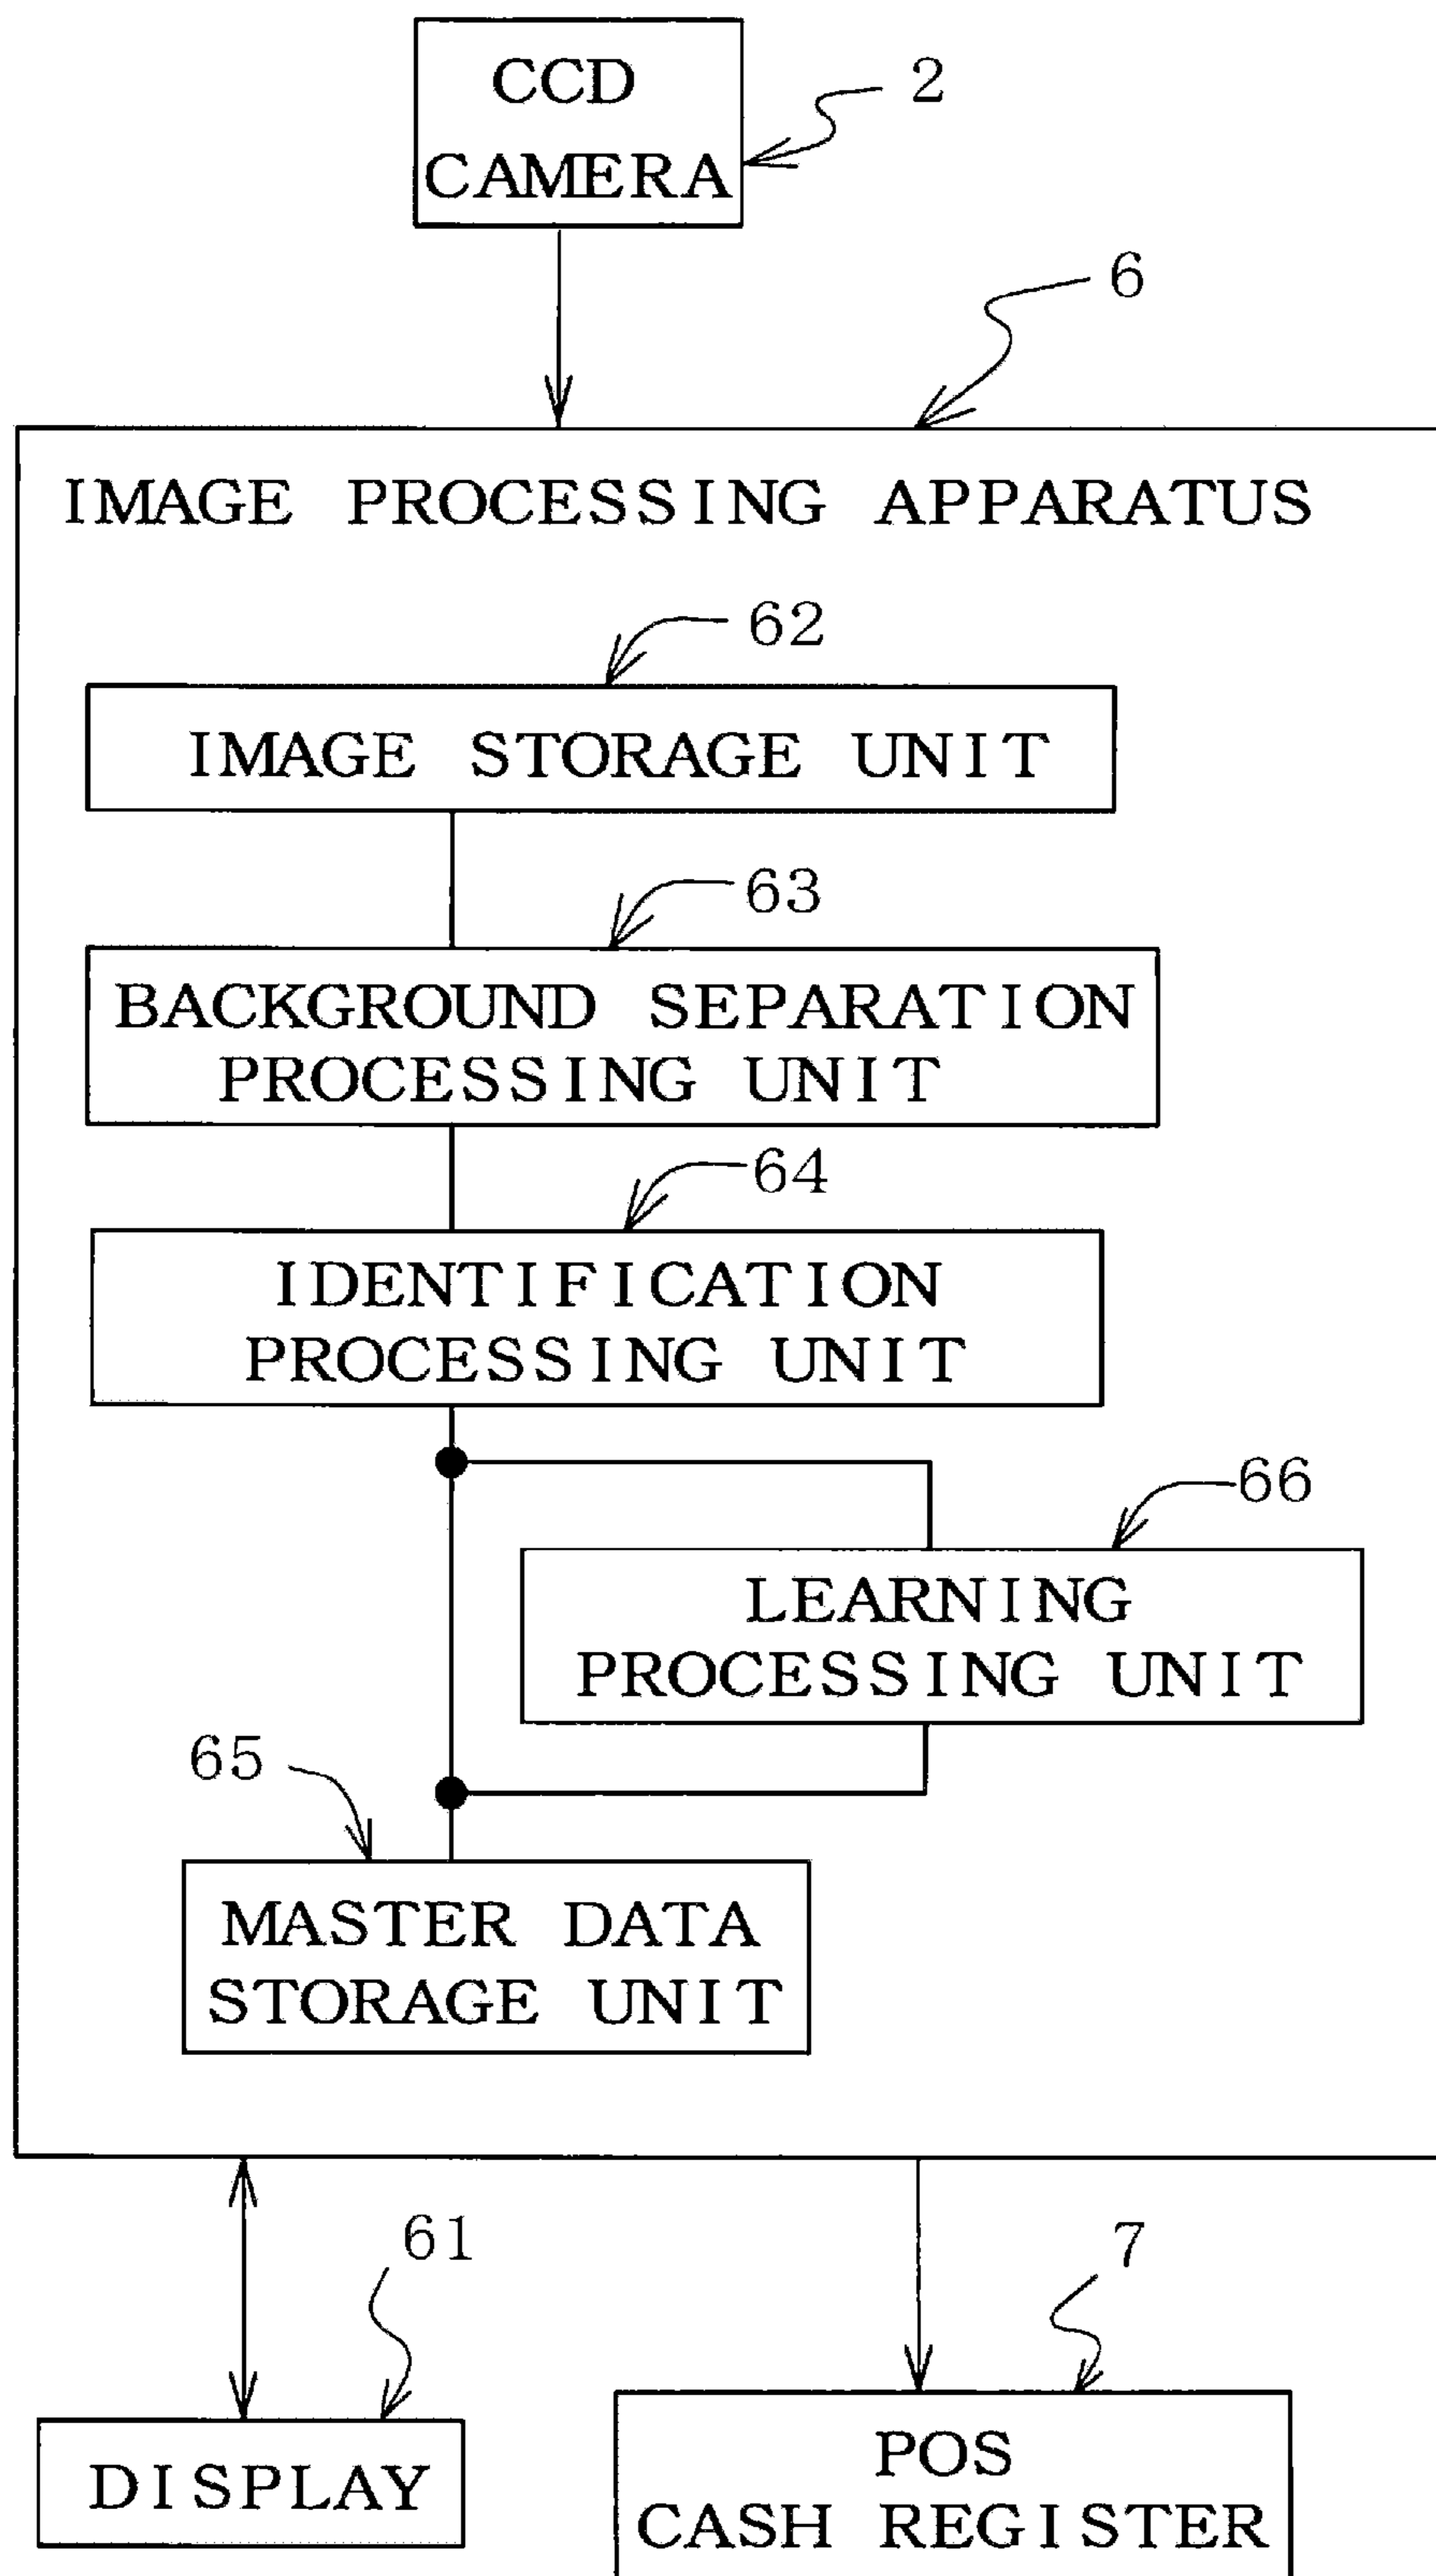 CCD
CAMERA
2
6
IMAGE PROCESSING APPARATUS
62
IMAGE STORAGE UNIT
63
BACKGROUND SEPARATION
PROCESSING UNIT
64
IDENTIFICATION
PROCESSING UNIT
66
LEARNING
PROCESSING UNIT
65
MASTER DATA
STORAGE UNIT
61
DISPLAY
7
POS
CASH REGISTER